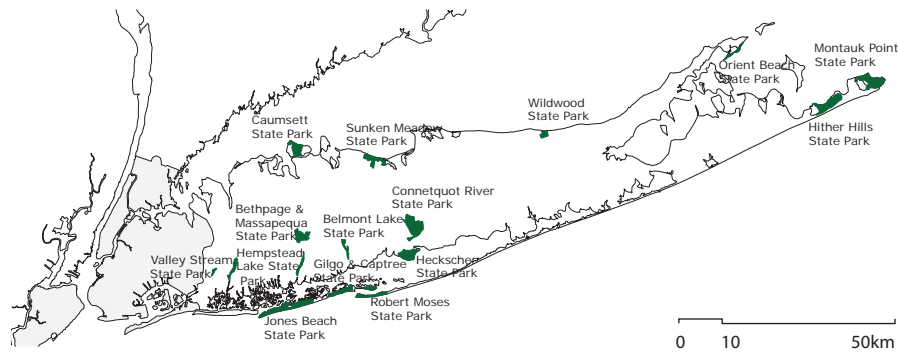 Montauk Point
State Park
Orient Beach
State Park
Wildwood
State Park
Caumsett
State Park
Sunken Meadow
State Park
Hither Hills
State Park
Connetquot River
State Park
Bethpage &
Massapequa
State Park
Belmont Lake
State Park
Valley Stream
State Park
Hempstead
Lake State
Park
Gilgo & Captree
State Park
Heckscher
State Park
Robert Moses
State Park
Jones Beach
State Park
0 10 50km